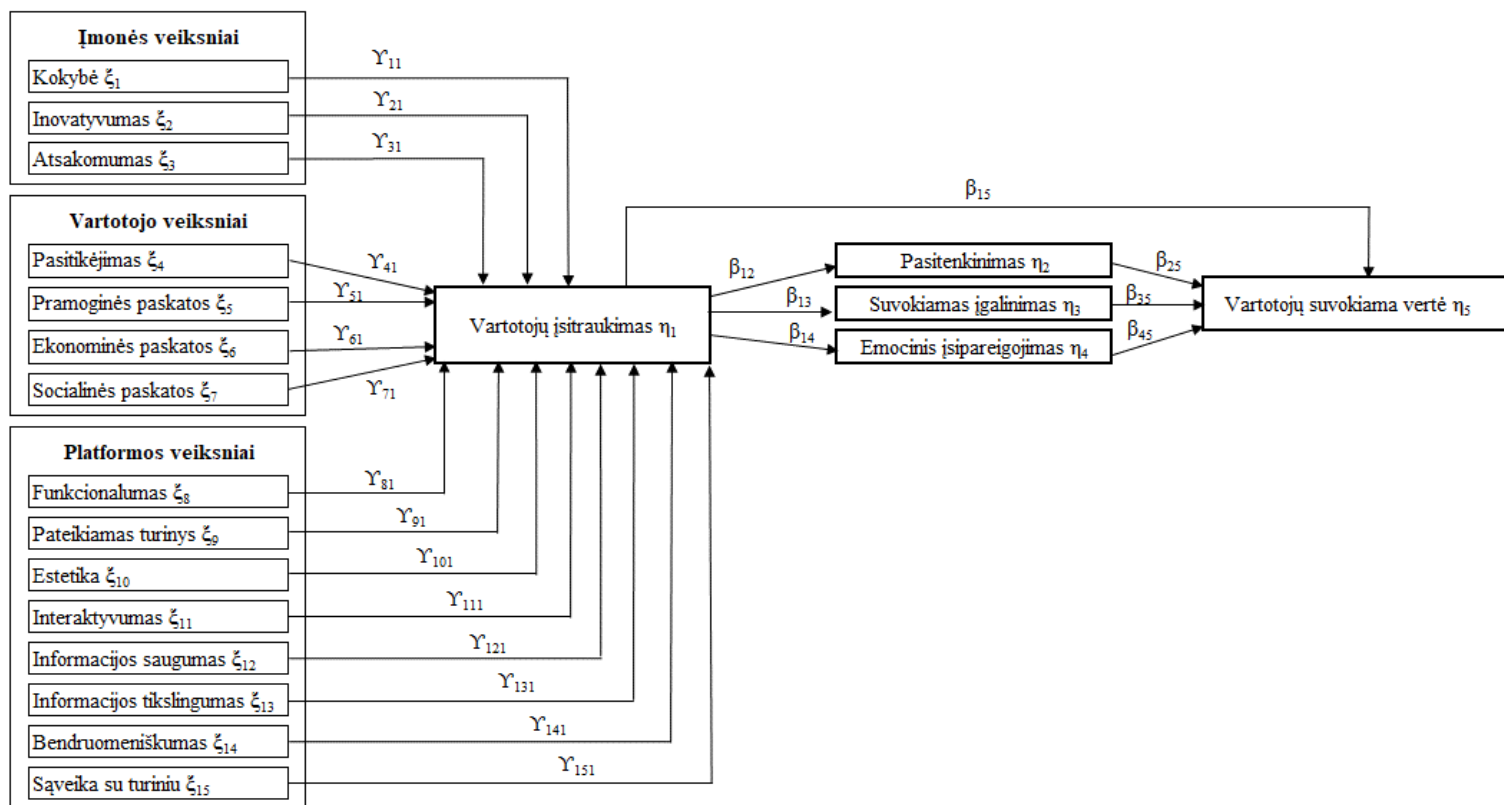 Įmonės veiksniai
Kokybė ξ₁
Inovatyvumas ξ₂
Atsakomumas ξ₃
ϒ₁₁
ϒ₂₁
ϒ₃₁
Vartotojo veiksniai
Pasitikėjimas ξ₄
Pramoginės paskatos ξ₅
Ekonominės paskatos ξ₆
Socialinės paskatos ξ₇
ϒ₄₁
ϒ₅₁
ϒ₆₁
ϒ₇₁
Platformos veiksniai
Funkcionalumas ξ₈
Pateikiamas turinys ξ₉
Estetika ξ₁₀
Interaktyvumas ξ₁₁
Informacijos saugumas ξ₁₂
Informacijos tikslingumas ξ₁₃
Bendruomeniškumas ξ₁₄
Sąveika su turiniu ξ₁₅
ϒ₈₁
ϒ₉₁
ϒ₁₀₁
ϒ₁₁₁
ϒ₁₂₁
ϒ₁₃₁
ϒ₁₄₁
ϒ₁₅₁
Vartotojų įsitraukimas η₁
β₁₅
β₁₂
β₁₃
β₁₄
Pasitenkinimas η₂
Suvokiamas įgalinimas η₃
Emocinis įsipareigojimas η₄
β₂₅
β₃₅
β₄₅
Vartotojų suvokiama vertė η₅